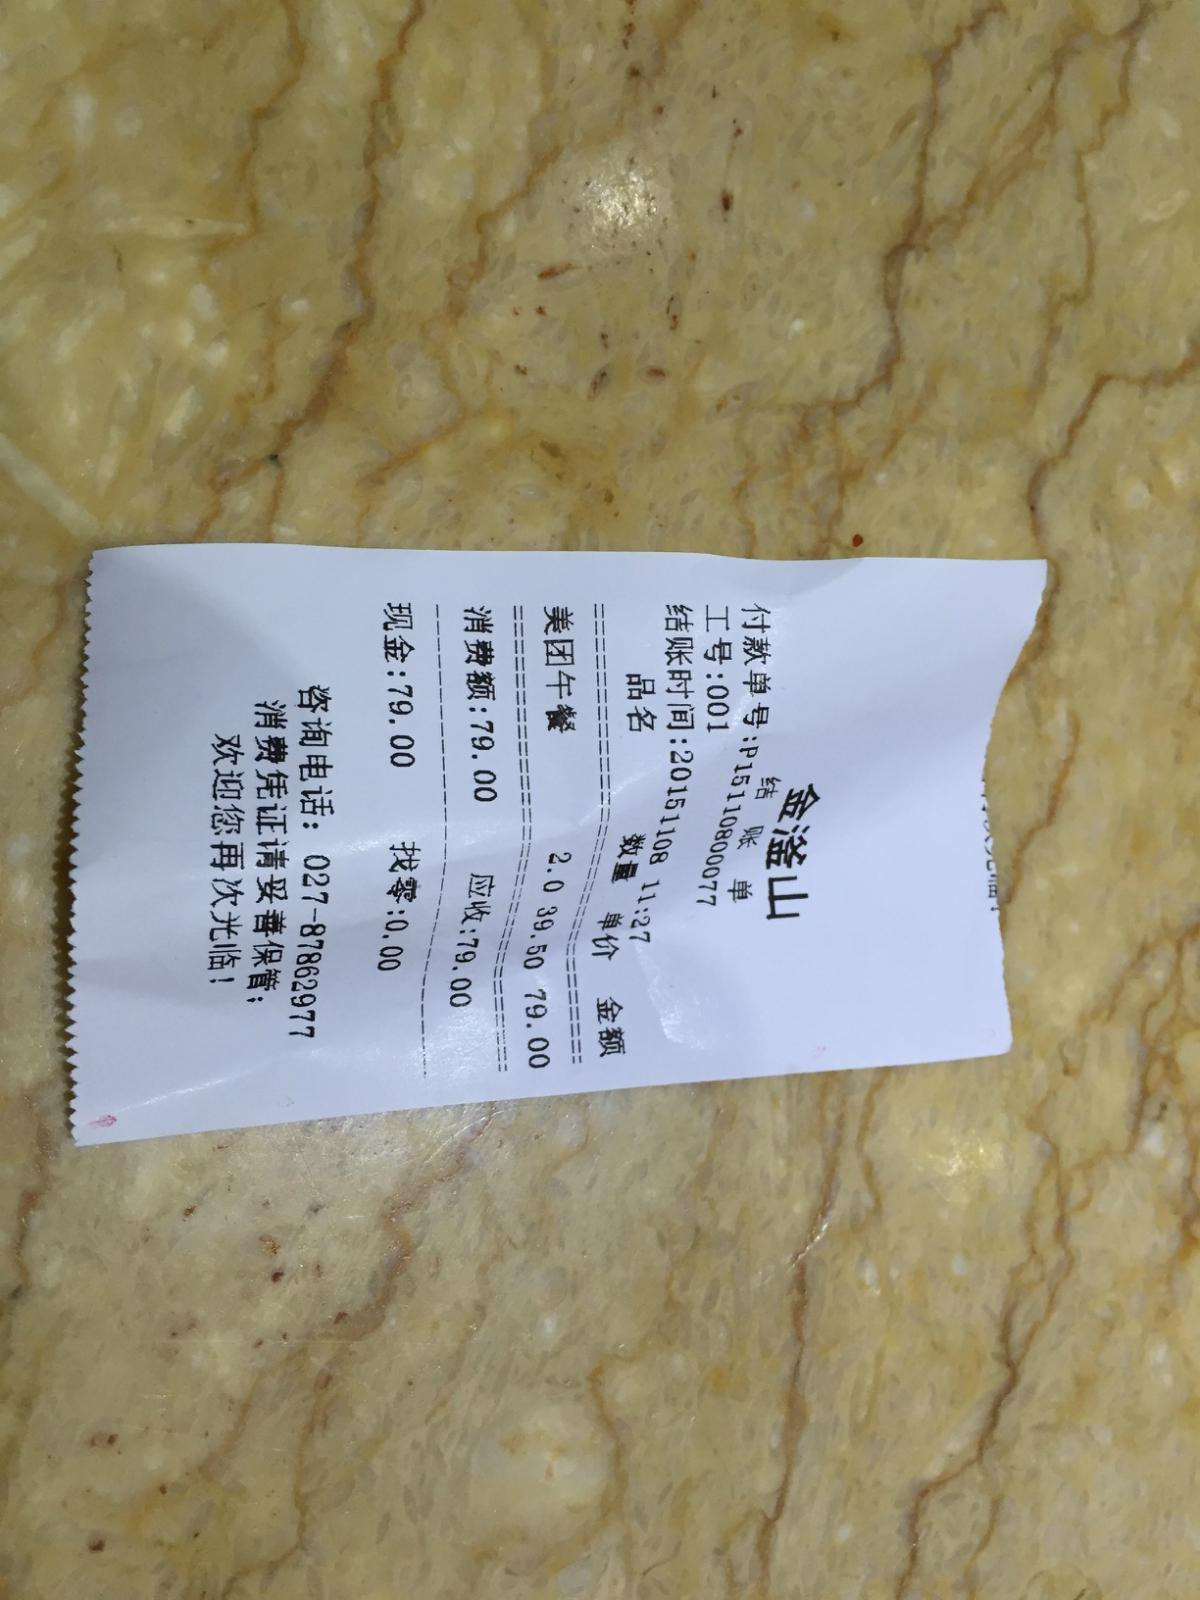 金滏山
结 账 单
付款单号:P15110800077
工号:001
结账时间:20151108 11:27
品名 数量 单价 金额
美团午餐 2.0 39.50 79.00
消费额:79.00 应收:79.00
现金:79.00 找零:0.00
咨询电话: 027-87862977
消费凭证请妥善保管;
欢迎您再次光临!